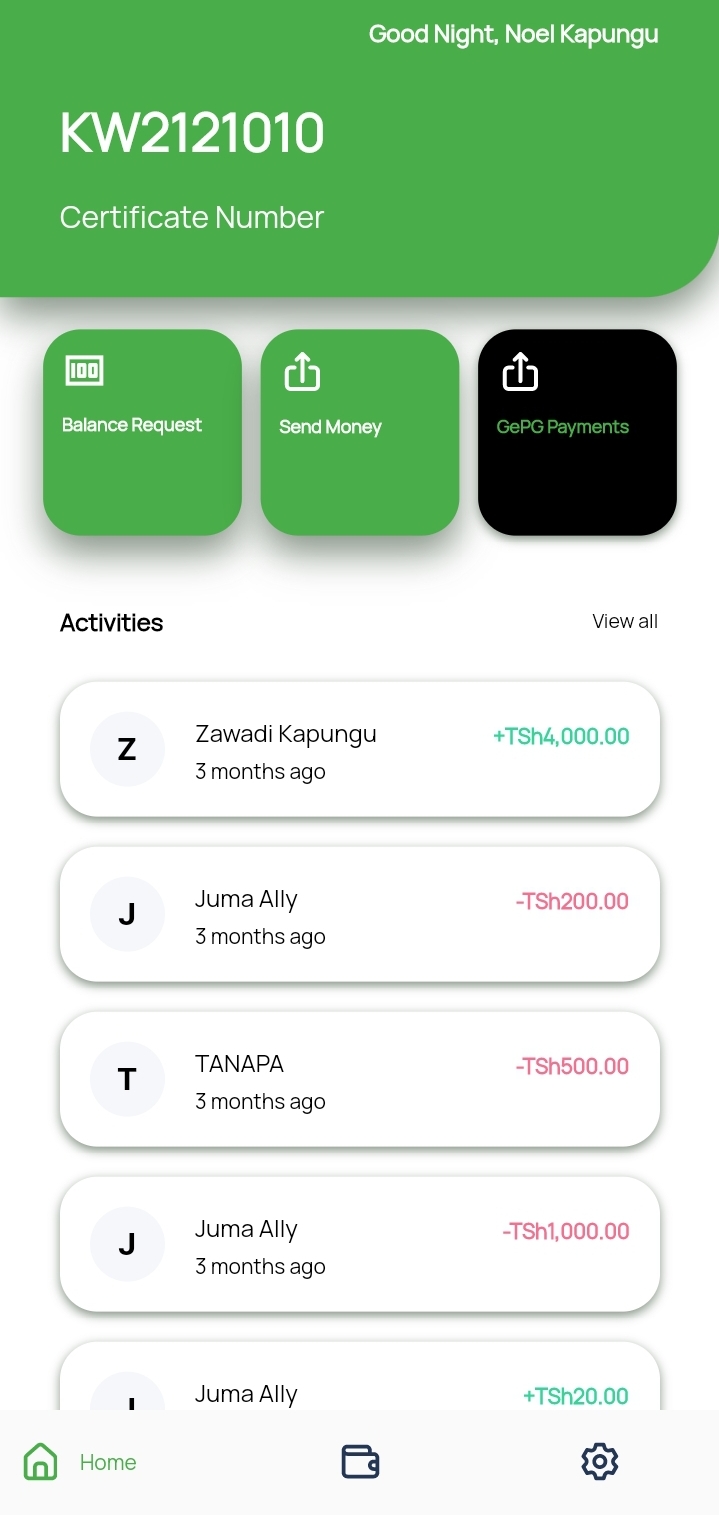 Good Night, Noel Kapungu
KW2121010
Certificate Number
100
Balance Request
Send Money
GePG Payments
Activities
View all
Z
Zawadi Kapungu
+TSh4,000.00
3 months ago
J
Juma Ally
-TSh200.00
3 months ago
T
TANAPA
-TSh500.00
3 months ago
J
Juma Ally
-TSh1,000.00
3 months ago
J
Juma Ally
+TSh20.00
Home